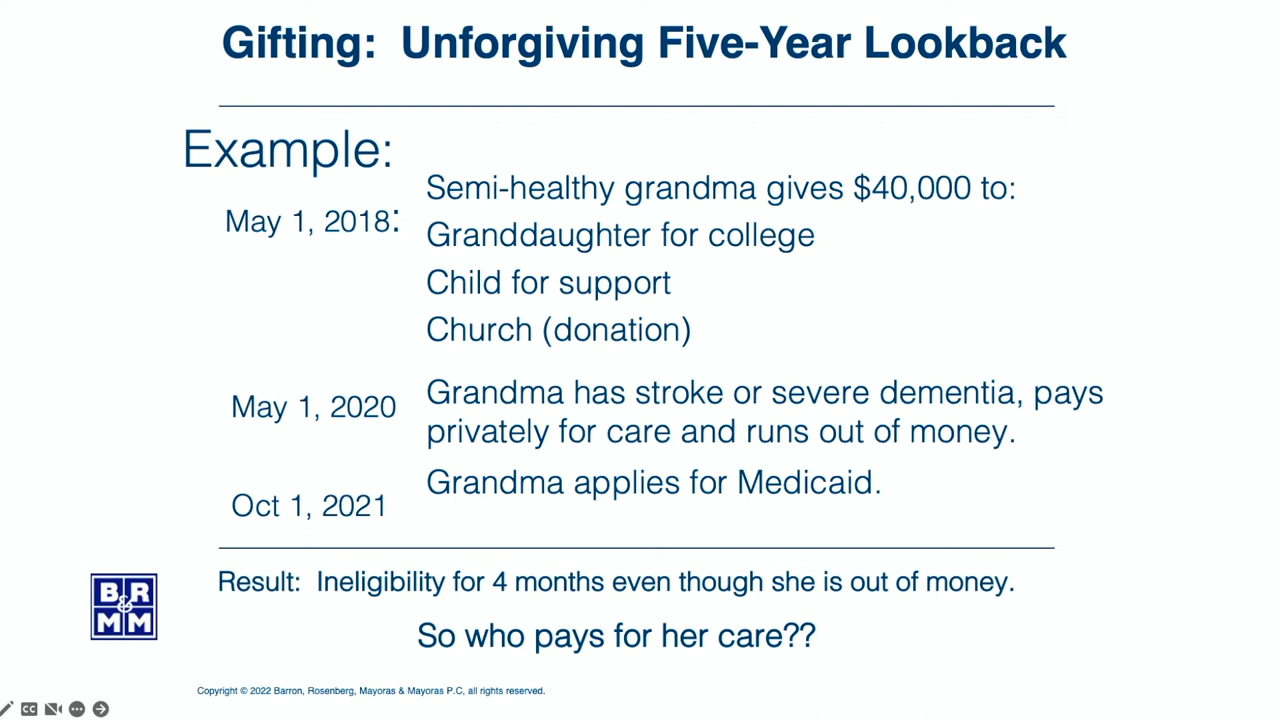 Gifting: Unforgiving Five-Year Lookback
Example:
May 1, 2018:
Semi-healthy grandma gives $40,000 to:
Granddaughter for college
Child for support
Church (donation)
May 1, 2020
Grandma has stroke or severe dementia, pays
privately for care and runs out of money.
Oct 1, 2021
Grandma applies for Medicaid.
Result: Ineligibility for 4 months even though she is out of money.
So who pays for her care??
B R
&
M M
Copyright © 2022 Barron, Rosenberg, Mayoras & Mayoras P.C, all rights reserved.
CC